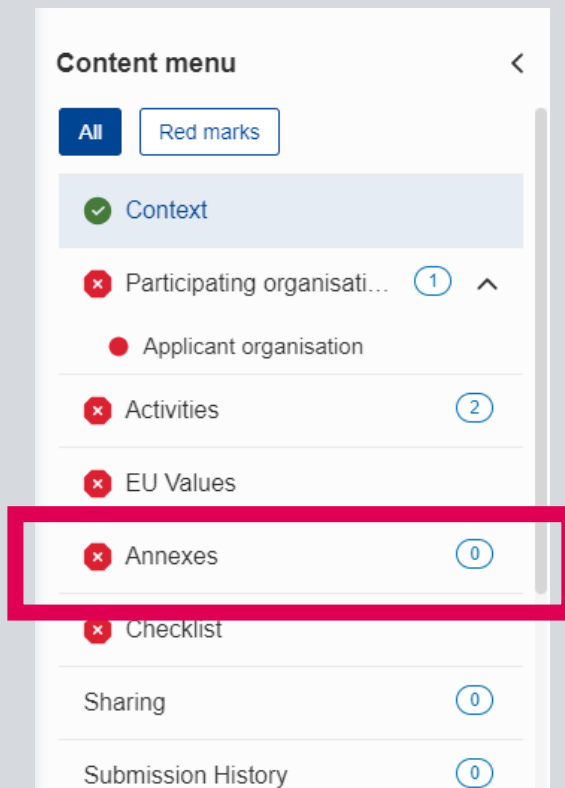 Content menu
All Red marks
Context
Participating organisati... 1
Applicant organisation
Activities 2
EU Values
Annexes 0
Checklist
Sharing 0
Submission History 0